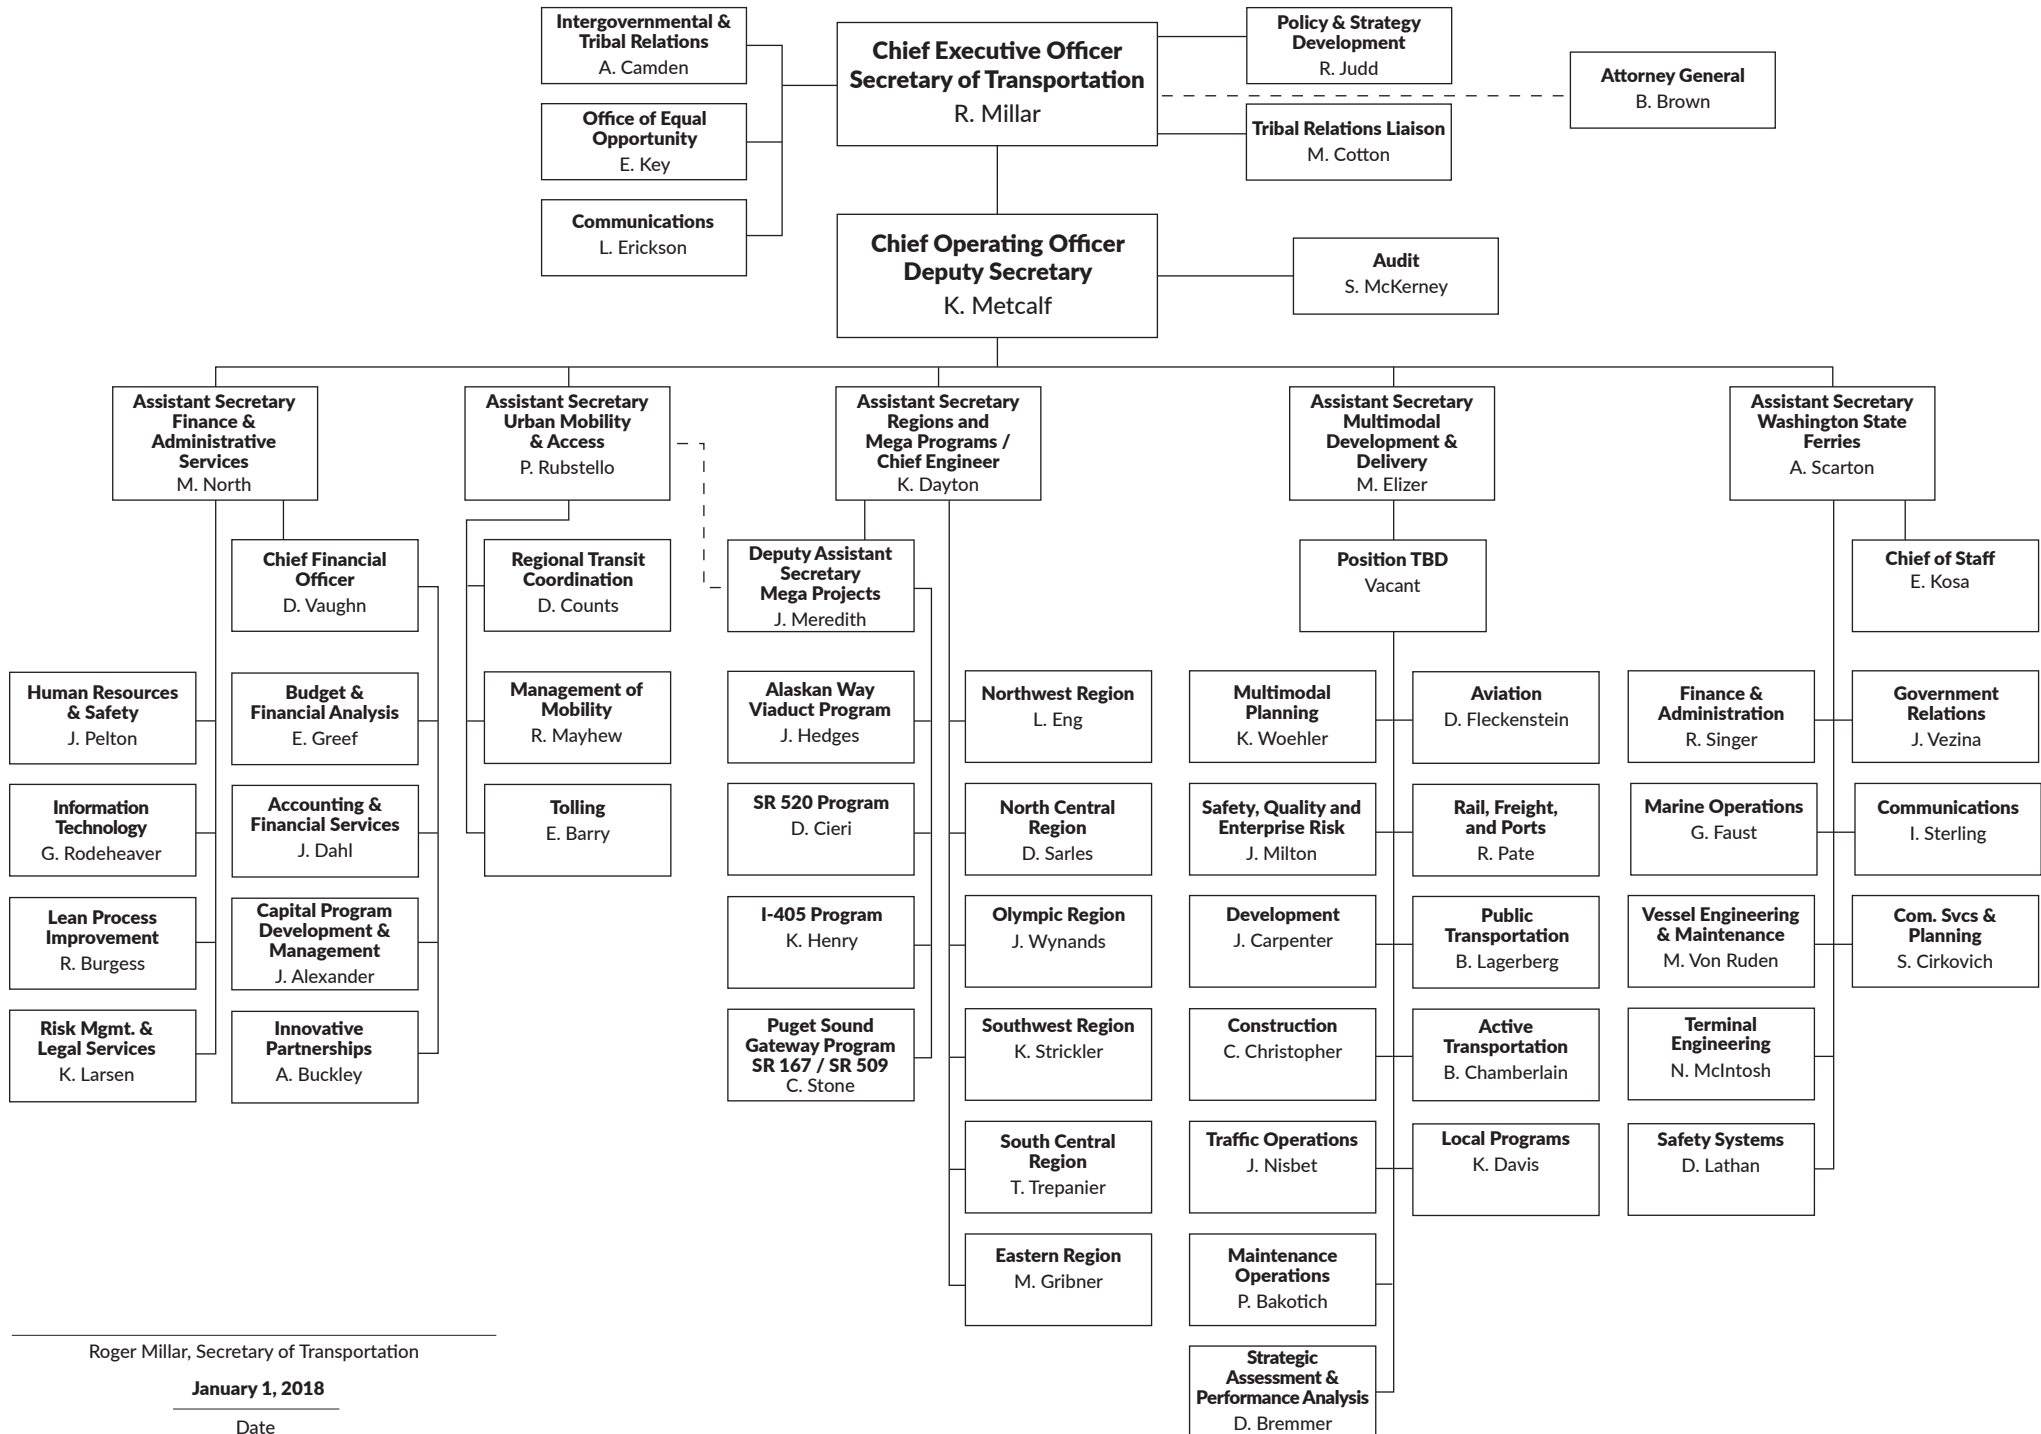 Intergovernmental &
Tribal Relations
A. Camden
Office of Equal
Opportunity
E. Key
Communications
L. Erickson
Chief Executive Officer
Secretary of Transportation
R. Millar
Policy & Strategy
Development
R. Judd
Tribal Relations Liaison
M. Cotton
Attorney General
B. Brown
Chief Operating Officer
Deputy Secretary
K. Metcalf
Audit
S. McKerney
Assistant Secretary
Finance &
Administrative
Services
M. North
Chief Financial
Officer
D. Vaughn
Human Resources
& Safety
J. Pelton
Information
Technology
G. Rodeheaver
Lean Process
Improvement
R. Burgess
Risk Mgmt. &
Legal Services
K. Larsen
Budget &
Financial Analysis
E. Greef
Accounting &
Financial Services
J. Dahl
Capital Program
Development &
Management
J. Alexander
Innovative
Partnerships
A. Buckley
Assistant Secretary
Urban Mobility
& Access
P. Rubstello
Regional Transit
Coordination
D. Counts
Management of
Mobility
R. Mayhew
Tolling
E. Barry
Assistant Secretary
Regions and
Mega Programs /
Chief Engineer
K. Dayton
Deputy Assistant
Secretary
Mega Projects
J. Meredith
Alaskan Way
Viaduct Program
J. Hedges
SR 520 Program
D. Cieri
I-405 Program
K. Henry
Puget Sound
Gateway Program
SR 167 / SR 509
C. Stone
Northwest Region
L. Eng
North Central
Region
D. Sarles
Olympic Region
J. Wynands
Southwest Region
K. Strickler
South Central
Region
T. Trepanier
Eastern Region
M. Gribner
Assistant Secretary
Multimodal
Development &
Delivery
M. Elizer
Position TBD
Vacant
Multimodal
Planning
K. Woehler
Safety, Quality and
Enterprise Risk
J. Milton
Development
J. Carpenter
Construction
C. Christopher
Traffic Operations
J. Nisbet
Maintenance
Operations
P. Bakotich
Strategic
Assessment &
Performance Analysis
D. Bremmer
Aviation
D. Fleckenstein
Rail, Freight,
and Ports
R. Pate
Public
Transportation
B. Lagerberg
Active
Transportation
B. Chamberlain
Local Programs
K. Davis
Assistant Secretary
Washington State
Ferries
A. Scarton
Chief of Staff
E. Kosa
Finance &
Administration
R. Singer
Marine Operations
G. Faust
Vessel Engineering
& Maintenance
M. Von Ruden
Terminal
Engineering
N. McIntosh
Safety Systems
D. Lathan
Government
Relations
J. Vezina
Communications
I. Sterling
Com. Svcs &
Planning
S. Cirkovich
Roger Millar, Secretary of Transportation
January 1, 2018
Date